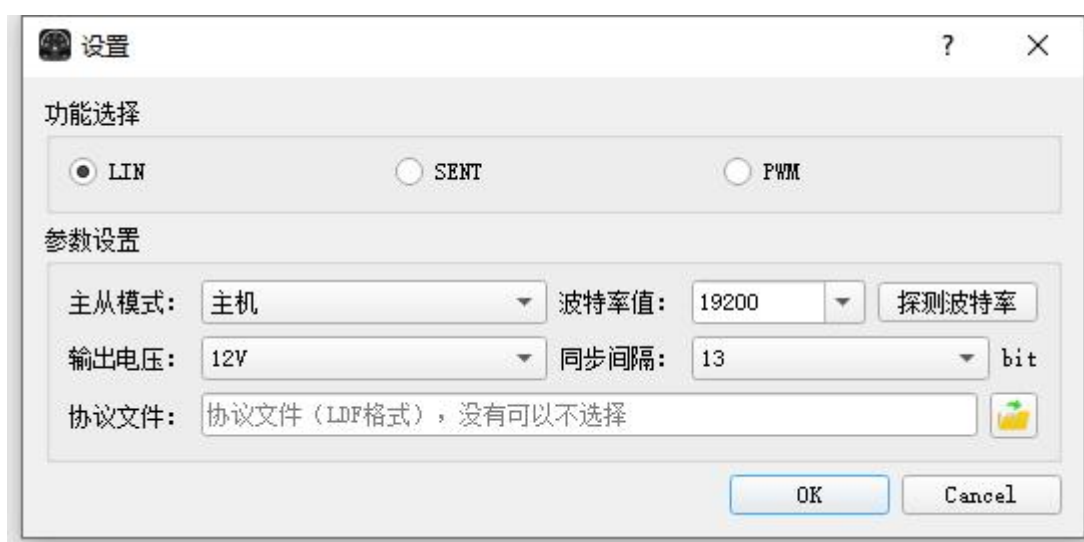 设置
功能选择
LIN SENT PWM
参数设置
主从模式: 主机 波特率值: 19200 探测波特率
输出电压: 12V 同步间隔: 13 bit
协议文件: 协议文件（LDF格式），没有可以不选择
OK Cancel